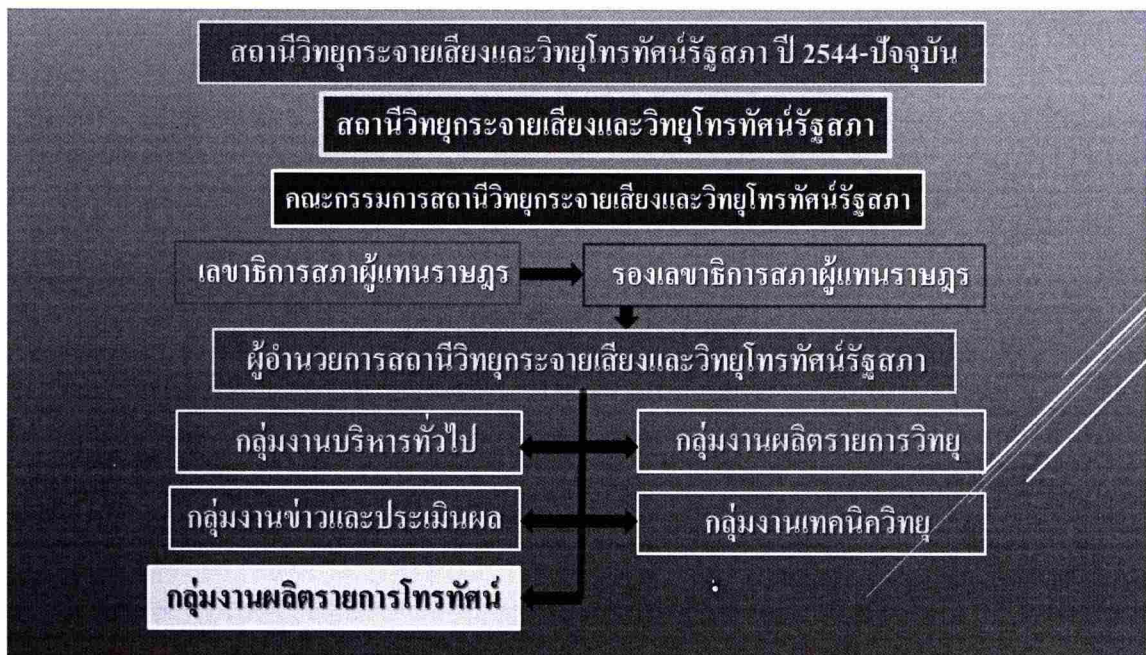 สถานีวิทยุกระจายเสียงและวิทยุโทรทัศน์รัฐสภา ปี 2544-ปัจจุบัน
สถานีวิทยุกระจายเสียงและวิทยุโทรทัศน์รัฐสภา
คณะกรรมการสถานีวิทยุกระจายเสียงและวิทยุโทรทัศน์รัฐสภา
เลขาธิการสภาผู้แทนราษฎร
รองเลขาธิการสภาผู้แทนราษฎร
ผู้อำนวยการสถานีวิทยุกระจายเสียงและวิทยุโทรทัศน์รัฐสภา
กลุ่มงานบริหารทั่วไป
กลุ่มงานผลิตรายการวิทยุ
กลุ่มงานข่าวและประเมินผล
กลุ่มงานเทคนิควิทยุ
กลุ่มงานผลิตรายการโทรทัศน์